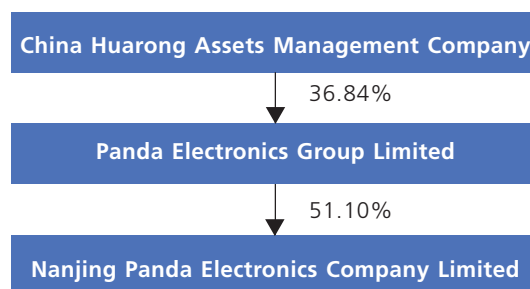 China Huarong Assets Management Company
36.84%
Panda Electronics Group Limited
51.10%
Nanjing Panda Electronics Company Limited